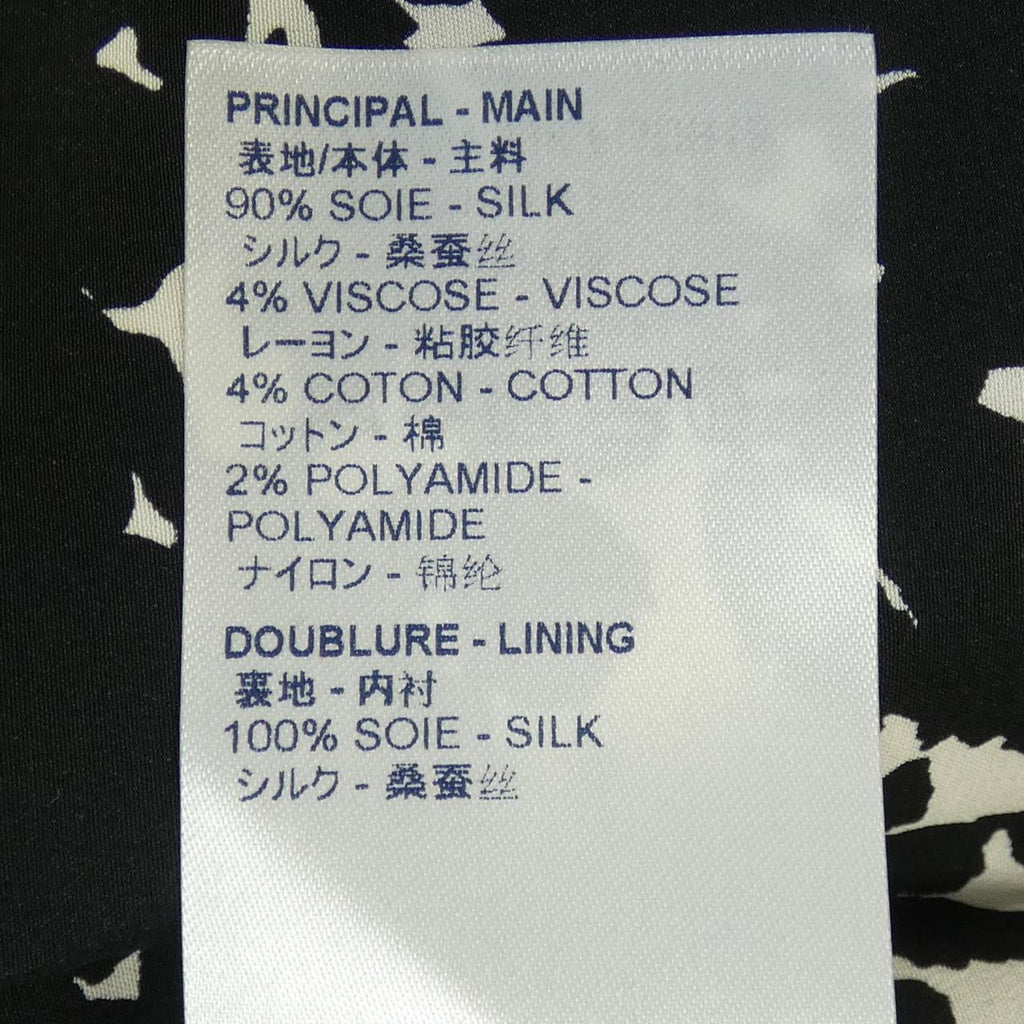 PRINCIPAL - MAIN
表地/本体 - 主料
90% SOIE - SILK
シルク - 桑蚕丝
4% VISCOSE - VISCOSE
レーヨン - 粘胶纤维
4% COTON - COTTON
コットン - 棉
2% POLYAMIDE -
POLYAMIDE
ナイロン - 锦纶
DOUBLURE - LINING
裏地 - 内衬
100% SOIE - SILK
シルク - 桑蚕丝